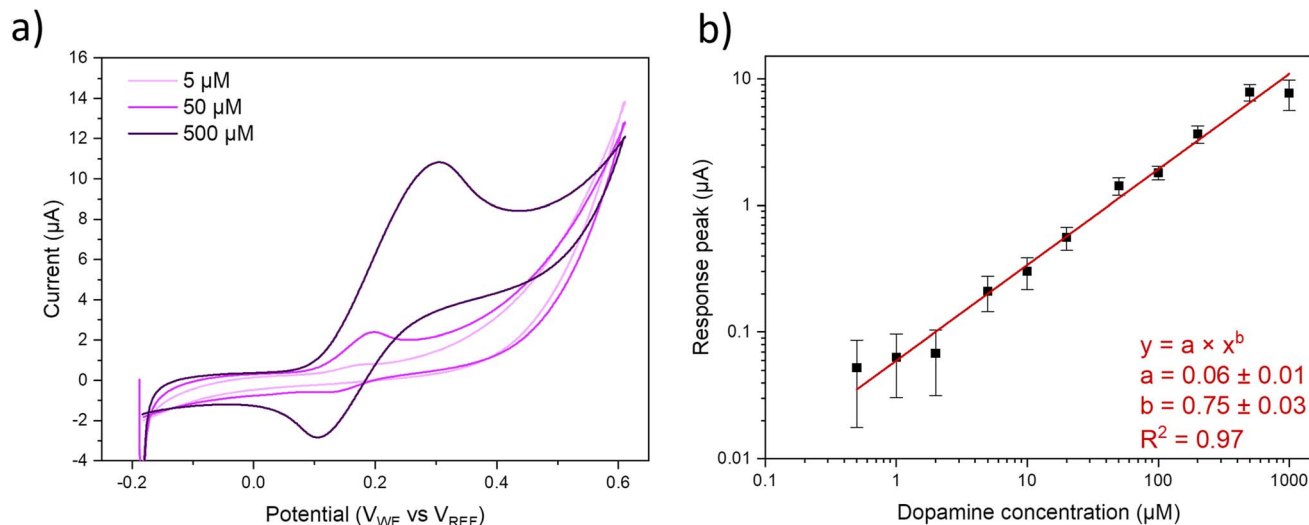 a)
16
14
12
10
8
6
4
2
0
-2
-4
Current (µA)
5 µM
50 µM
500 µM
-0.2
0.0
0.2
0.4
0.6
Potential (V_WE vs V_REF)
b)
10
1
0.1
0.01
Response peak (µA)
y = a × x^b
a = 0.06 ± 0.01
b = 0.75 ± 0.03
R² = 0.97
0.1
1
10
100
1000
Dopamine concentration (µM)